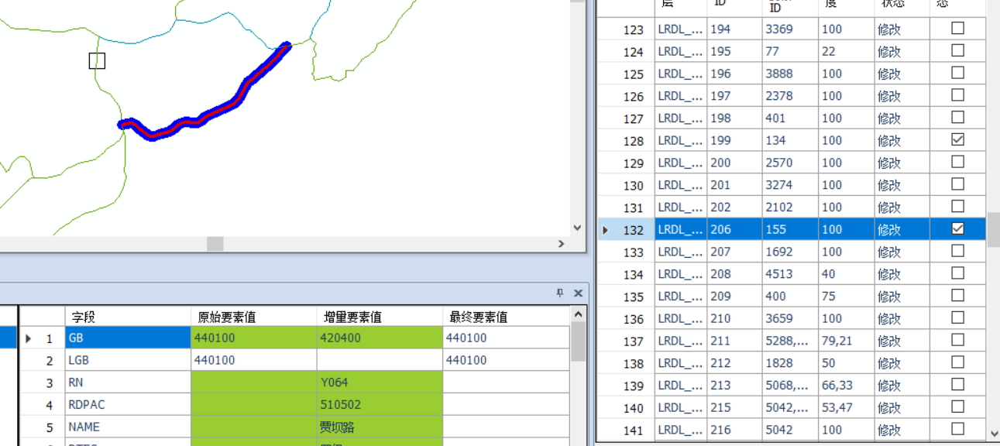 层 ID ID 度 状态 态
123 LRDL_... 194 3369 100 修改
124 LRDL_... 195 77 22 修改
125 LRDL_... 196 3888 100 修改
126 LRDL_... 197 2378 100 修改
127 LRDL_... 198 401 100 修改
128 LRDL_... 199 134 100 修改
129 LRDL_... 200 2570 100 修改
130 LRDL_... 201 3274 100 修改
131 LRDL_... 202 2102 100 修改
132 LRDL_... 206 155 100 修改
133 LRDL_... 207 1692 100 修改
134 LRDL_... 208 4513 40 修改
135 LRDL_... 209 400 75 修改
136 LRDL_... 210 3659 100 修改
137 LRDL_... 211 5288,... 79,21 修改
138 LRDL_... 212 1828 50 修改
139 LRDL_... 213 5068,... 66,33 修改
140 LRDL_... 215 5042,... 53,47 修改
141 LRDL_... 216 5042 100 修改
字段 原始要素值 增量要素值 最终要素值
1 GB 440100 420400 440100
2 LGB 440100 440100
3 RN Y064
4 RDPAC 510502
5 NAME 贾坝路